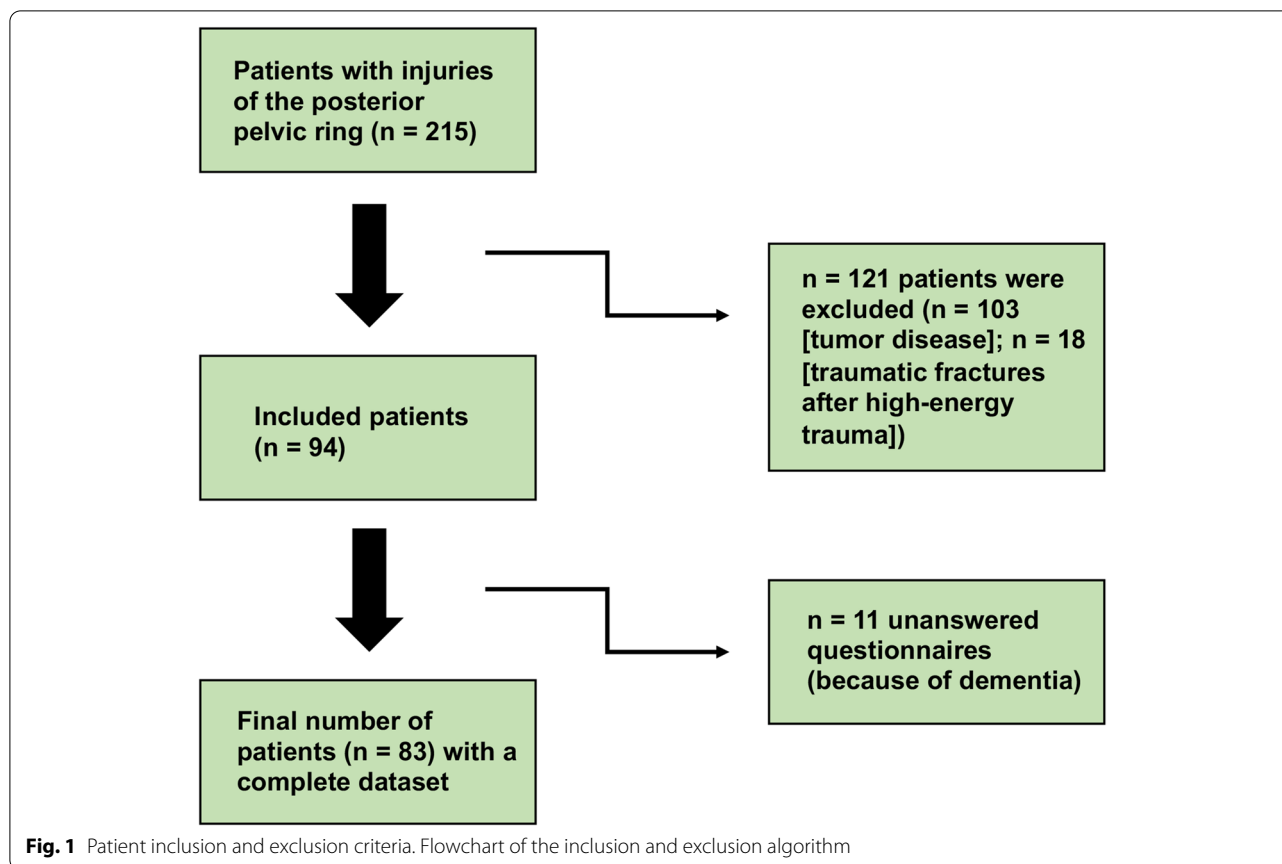 Patients with injuries
of the posterior
pelvic ring (n = 215)
n = 121 patients were
excluded (n = 103
[tumor disease]; n = 18
[traumatic fractures
after high-energy
trauma])
Included patients
(n = 94)
n = 11 unanswered
questionnaires
(because of dementia)
Final number of
patients (n = 83) with a
complete dataset
Fig. 1 Patient inclusion and exclusion criteria. Flowchart of the inclusion and exclusion algorithm